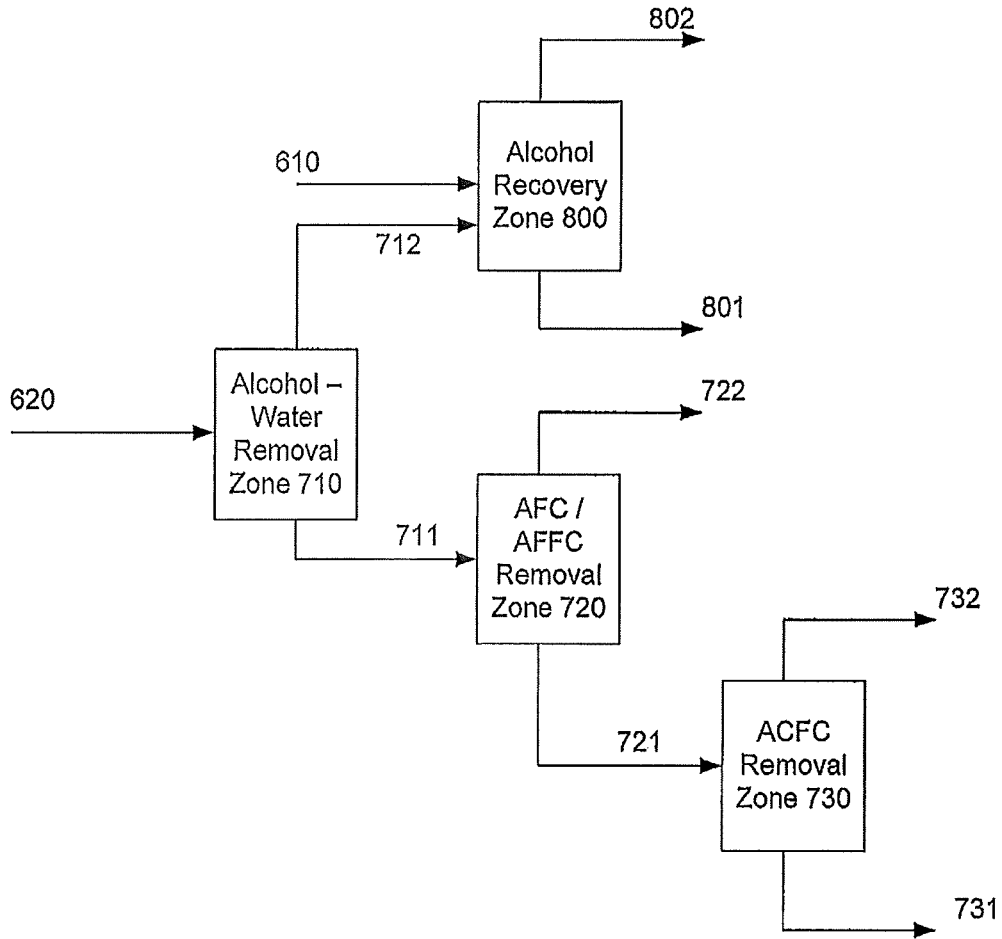 802
610
Alcohol
Recovery
Zone 800
712
801
620
Alcohol –
Water
Removal
Zone 710
722
711
AFC /
AFFC
Removal
Zone 720
732
721
ACFC
Removal
Zone 730
731